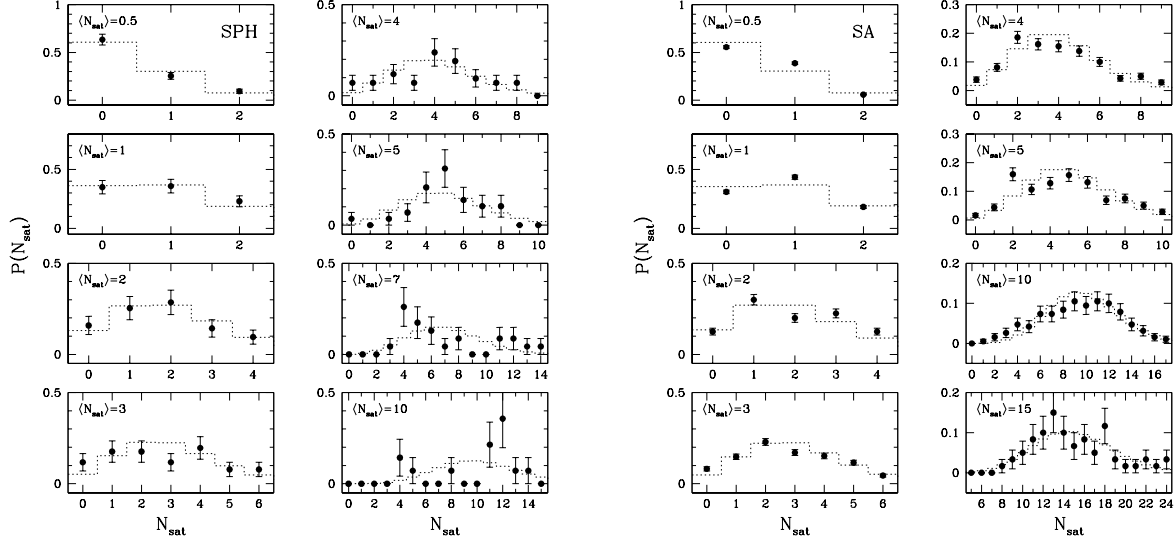 ⟨N_sat⟩=0.5
SPH
1
0.5
0
0 1 2
⟨N_sat⟩=1
0.5
0
0 1 2
⟨N_sat⟩=2
0.5
0
0 1 2 3 4
⟨N_sat⟩=3
0.5
0
0 1 2 3 4 5 6
P(N_sat)
N_sat
⟨N_sat⟩=4
0.5
0
0 2 4 6 8
⟨N_sat⟩=5
0.5
0
0 2 4 6 8 10
⟨N_sat⟩=7
0.5
0
0 2 4 6 8 10 12 14
⟨N_sat⟩=10
0.5
0
0 2 4 6 8 10 12 14
N_sat
⟨N_sat⟩=0.5
SA
1
0.5
0
0 1 2
⟨N_sat⟩=1
0.5
0
0 1 2
⟨N_sat⟩=2
0.5
0
0 1 2 3 4
⟨N_sat⟩=3
0.5
0
0 1 2 3 4 5 6
P(N_sat)
N_sat
⟨N_sat⟩=4
0.3
0.2
0.1
0
0 2 4 6 8
⟨N_sat⟩=5
0.3
0.2
0.1
0
0 2 4 6 8 10
⟨N_sat⟩=10
0.2
0.1
0
0 2 4 6 8 10 12 14 16
⟨N_sat⟩=15
0.2
0.1
0
6 8 10 12 14 16 18 20 22 24
N_sat